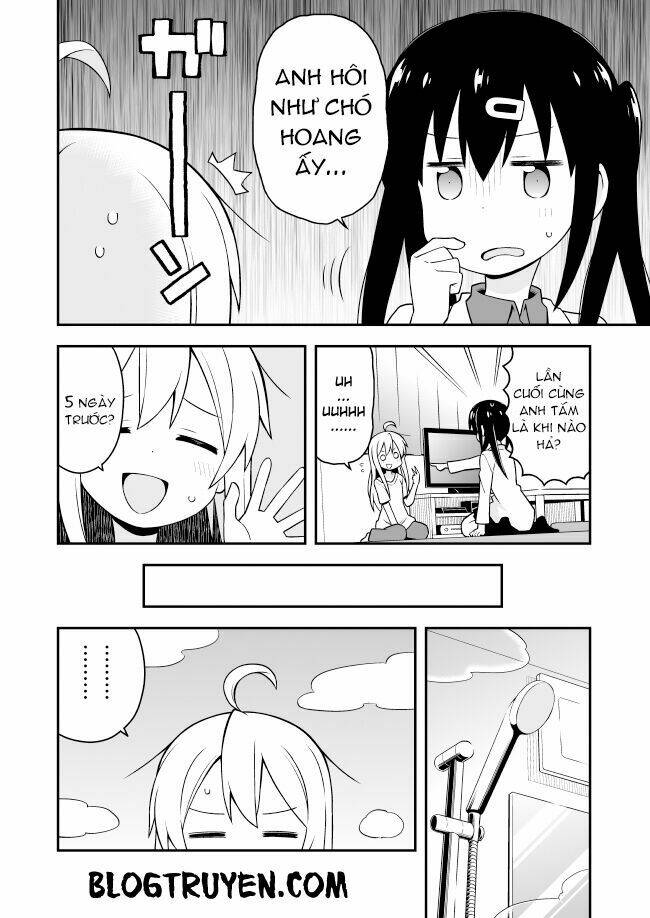 ANH HÔI
NHƯ CHÓ
HOANG
ẤY...
ガーン
LẦN
CUỐI CÙNG
ANH TẮM
LÀ KHI NÀO
HẢ?
UH
...
UUHHH
......
5 NGÀY
TRƯỚC?
........
BLOGTRUYEN.COM